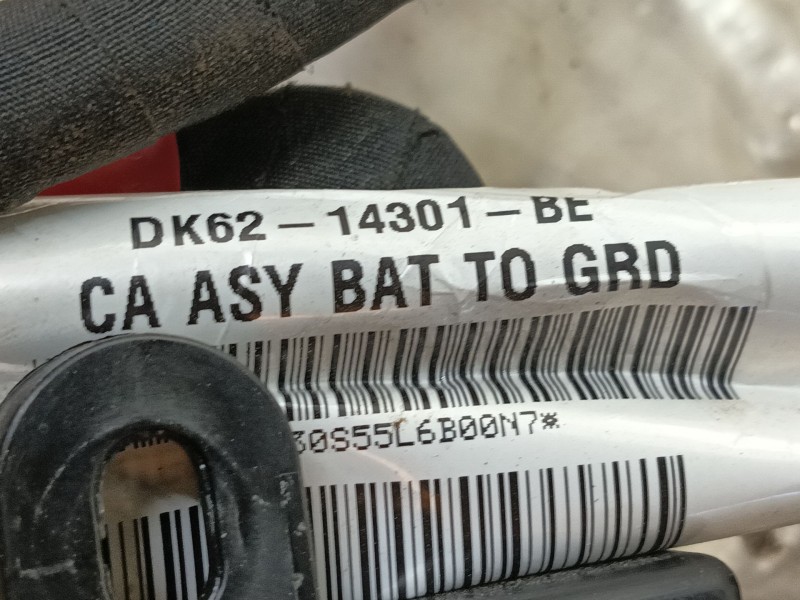 DK62-14301-BE
CA ASY BAT TO GRD
30S55L6B00N7*